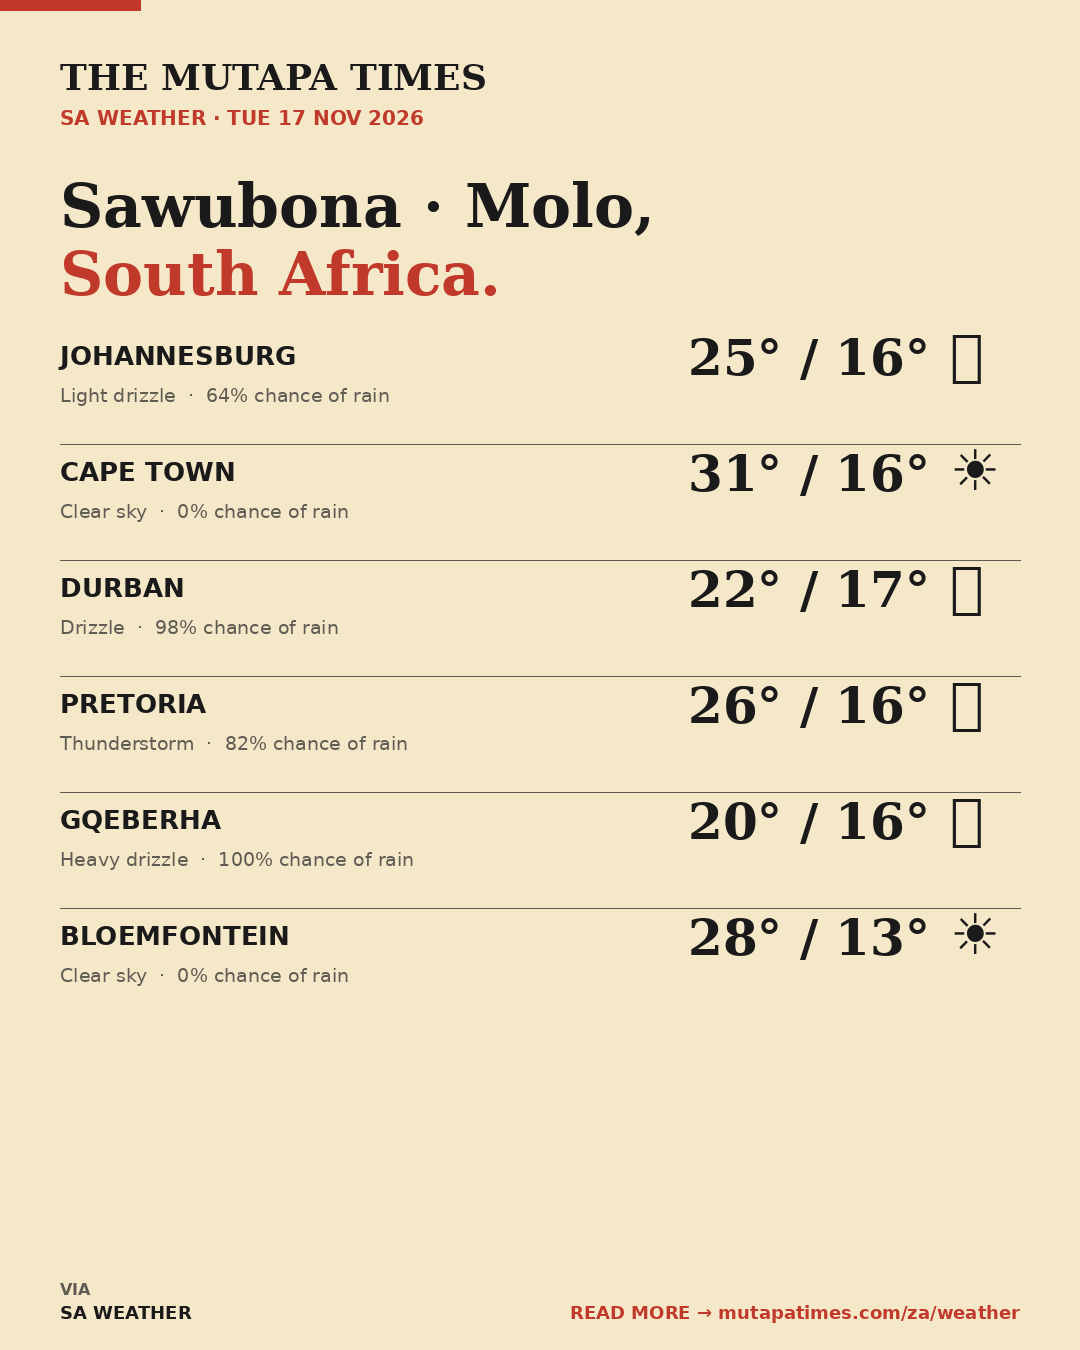 THE MUTAPA TIMES
SA WEATHER · TUE 17 NOV 2026
Sawubona · Molo,
South Africa.
JOHANNESBURG
25° / 16°
Light drizzle · 64% chance of rain
CAPE TOWN
31° / 16° ☀
Clear sky · 0% chance of rain
DURBAN
22° / 17°
Drizzle · 98% chance of rain
PRETORIA
26° / 16°
Thunderstorm · 82% chance of rain
GQEBERHA
20° / 16°
Heavy drizzle · 100% chance of rain
BLOEMFONTEIN
28° / 13° ☀
Clear sky · 0% chance of rain
VIA
SA WEATHER
READ MORE → mutapatimes.com/za/weather